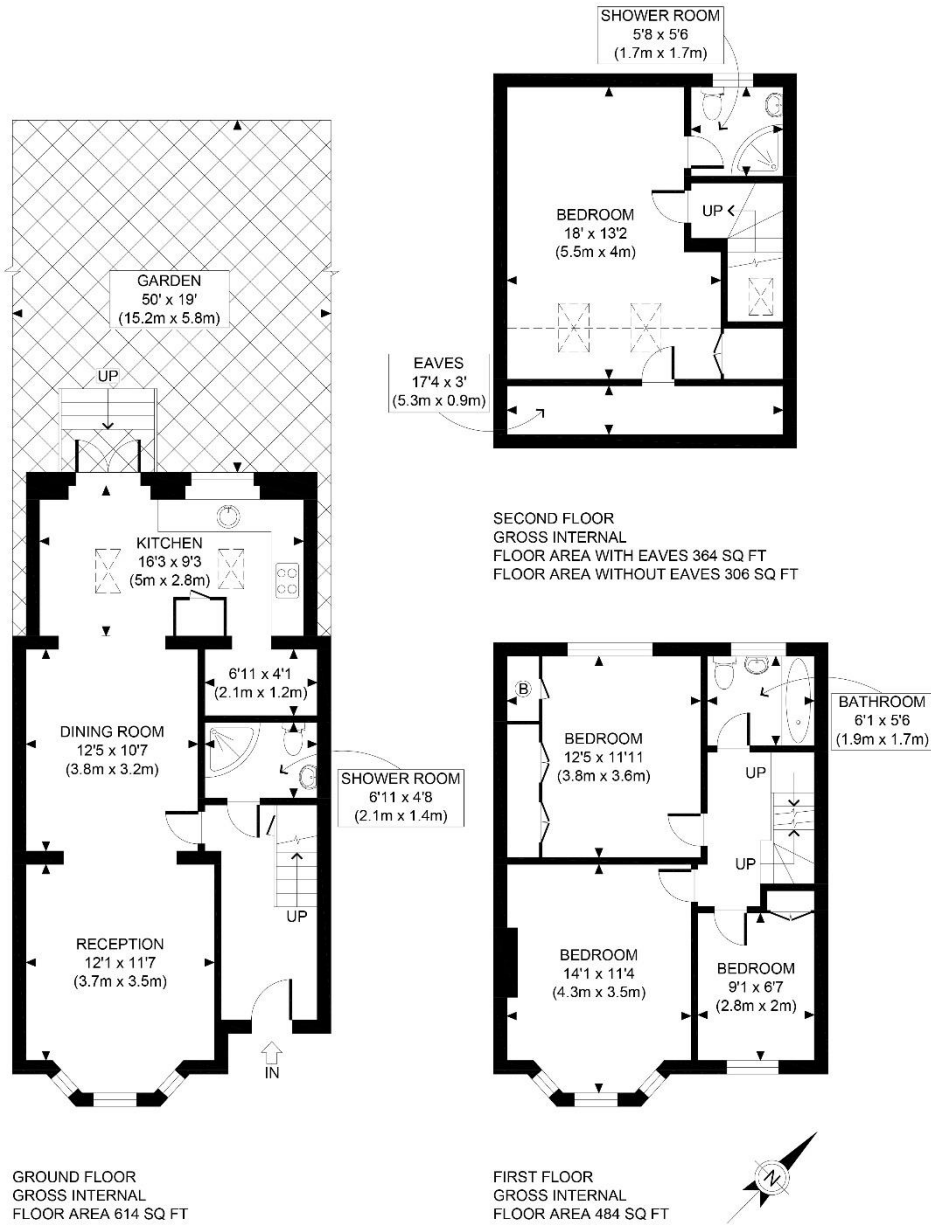 SHOWER ROOM
5'8 x 5'6
(1.7m x 1.7m)
BEDROOM
18' x 13'2
(5.5m x 4m)
UP
EAVES
17'4 x 3'
(5.3m x 0.9m)
SECOND FLOOR
GROSS INTERNAL
FLOOR AREA WITH EAVES 364 SQ FT
FLOOR AREA WITHOUT EAVES 306 SQ FT
GARDEN
50' x 19'
(15.2m x 5.8m)
UP
KITCHEN
16'3 x 9'3
(5m x 2.8m)
6'11 x 4'1
(2.1m x 1.2m)
DINING ROOM
12'5 x 10'7
(3.8m x 3.2m)
SHOWER ROOM
6'11 x 4'8
(2.1m x 1.4m)
UP
RECEPTION
12'1 x 11'7
(3.7m x 3.5m)
IN
GROUND FLOOR
GROSS INTERNAL
FLOOR AREA 614 SQ FT
B
BEDROOM
12'5 x 11'11
(3.8m x 3.6m)
BATHROOM
6'1 x 5'6
(1.9m x 1.7m)
UP
UP
BEDROOM
14'1 x 11'4
(4.3m x 3.5m)
BEDROOM
9'1 x 6'7
(2.8m x 2m)
FIRST FLOOR
GROSS INTERNAL
FLOOR AREA 484 SQ FT
N